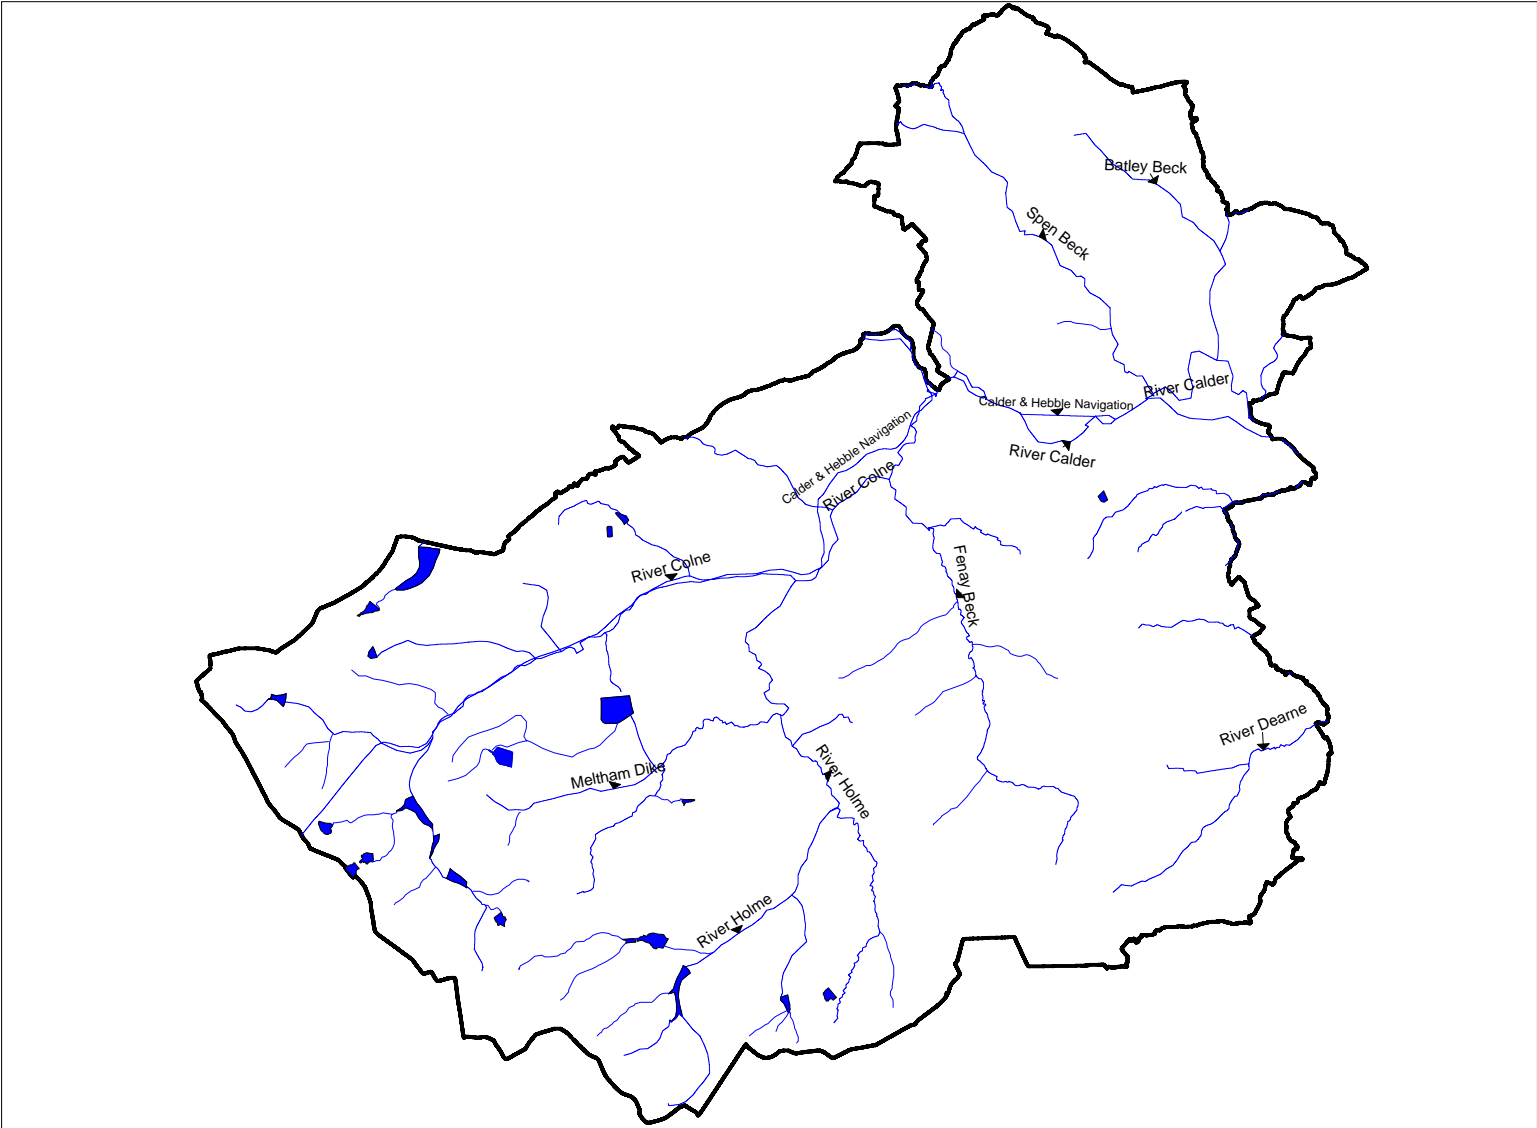 Batley Beck
Spen Beck
River Calder
Calder & Hebble Navigation
River Calder
Calder & Hebble Navigation
River Colne
River Colne
Fenay Beck
River Dearne
Meltham Dike
River Holme
River Holme